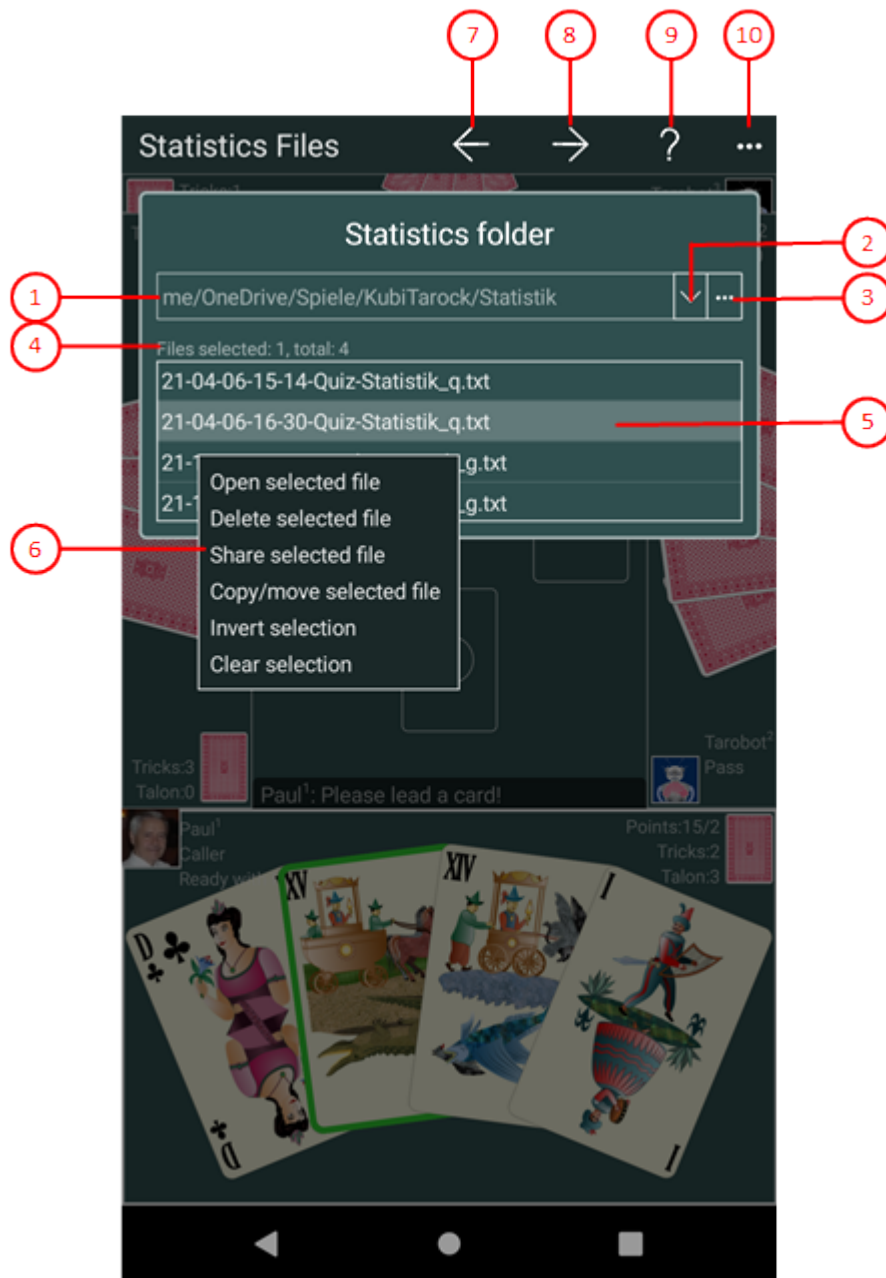 7 8 9 10
Statistics Files ?
Tricks:1
Statistics folder
2
1
me/OneDrive/Spiele/KubiTarock/Statistik
3
4
Files selected: 1, total: 4
21-04-06-15-14-Quiz-Statistik_q.txt
21-04-06-16-30-Quiz-Statistik_q.txt
5
_g.txt
Open selected file
_g.txt
Delete selected file
6
Share selected file
Copy/move selected file
Invert selection
Clear selection
Tarobot²
Tricks:3
Pass
Talon:0
Paul¹: Please lead a card!
Paul¹
Points:15/2
Caller
Tricks:2
Ready
Talon:3
D
XV
XIV
I
D
I